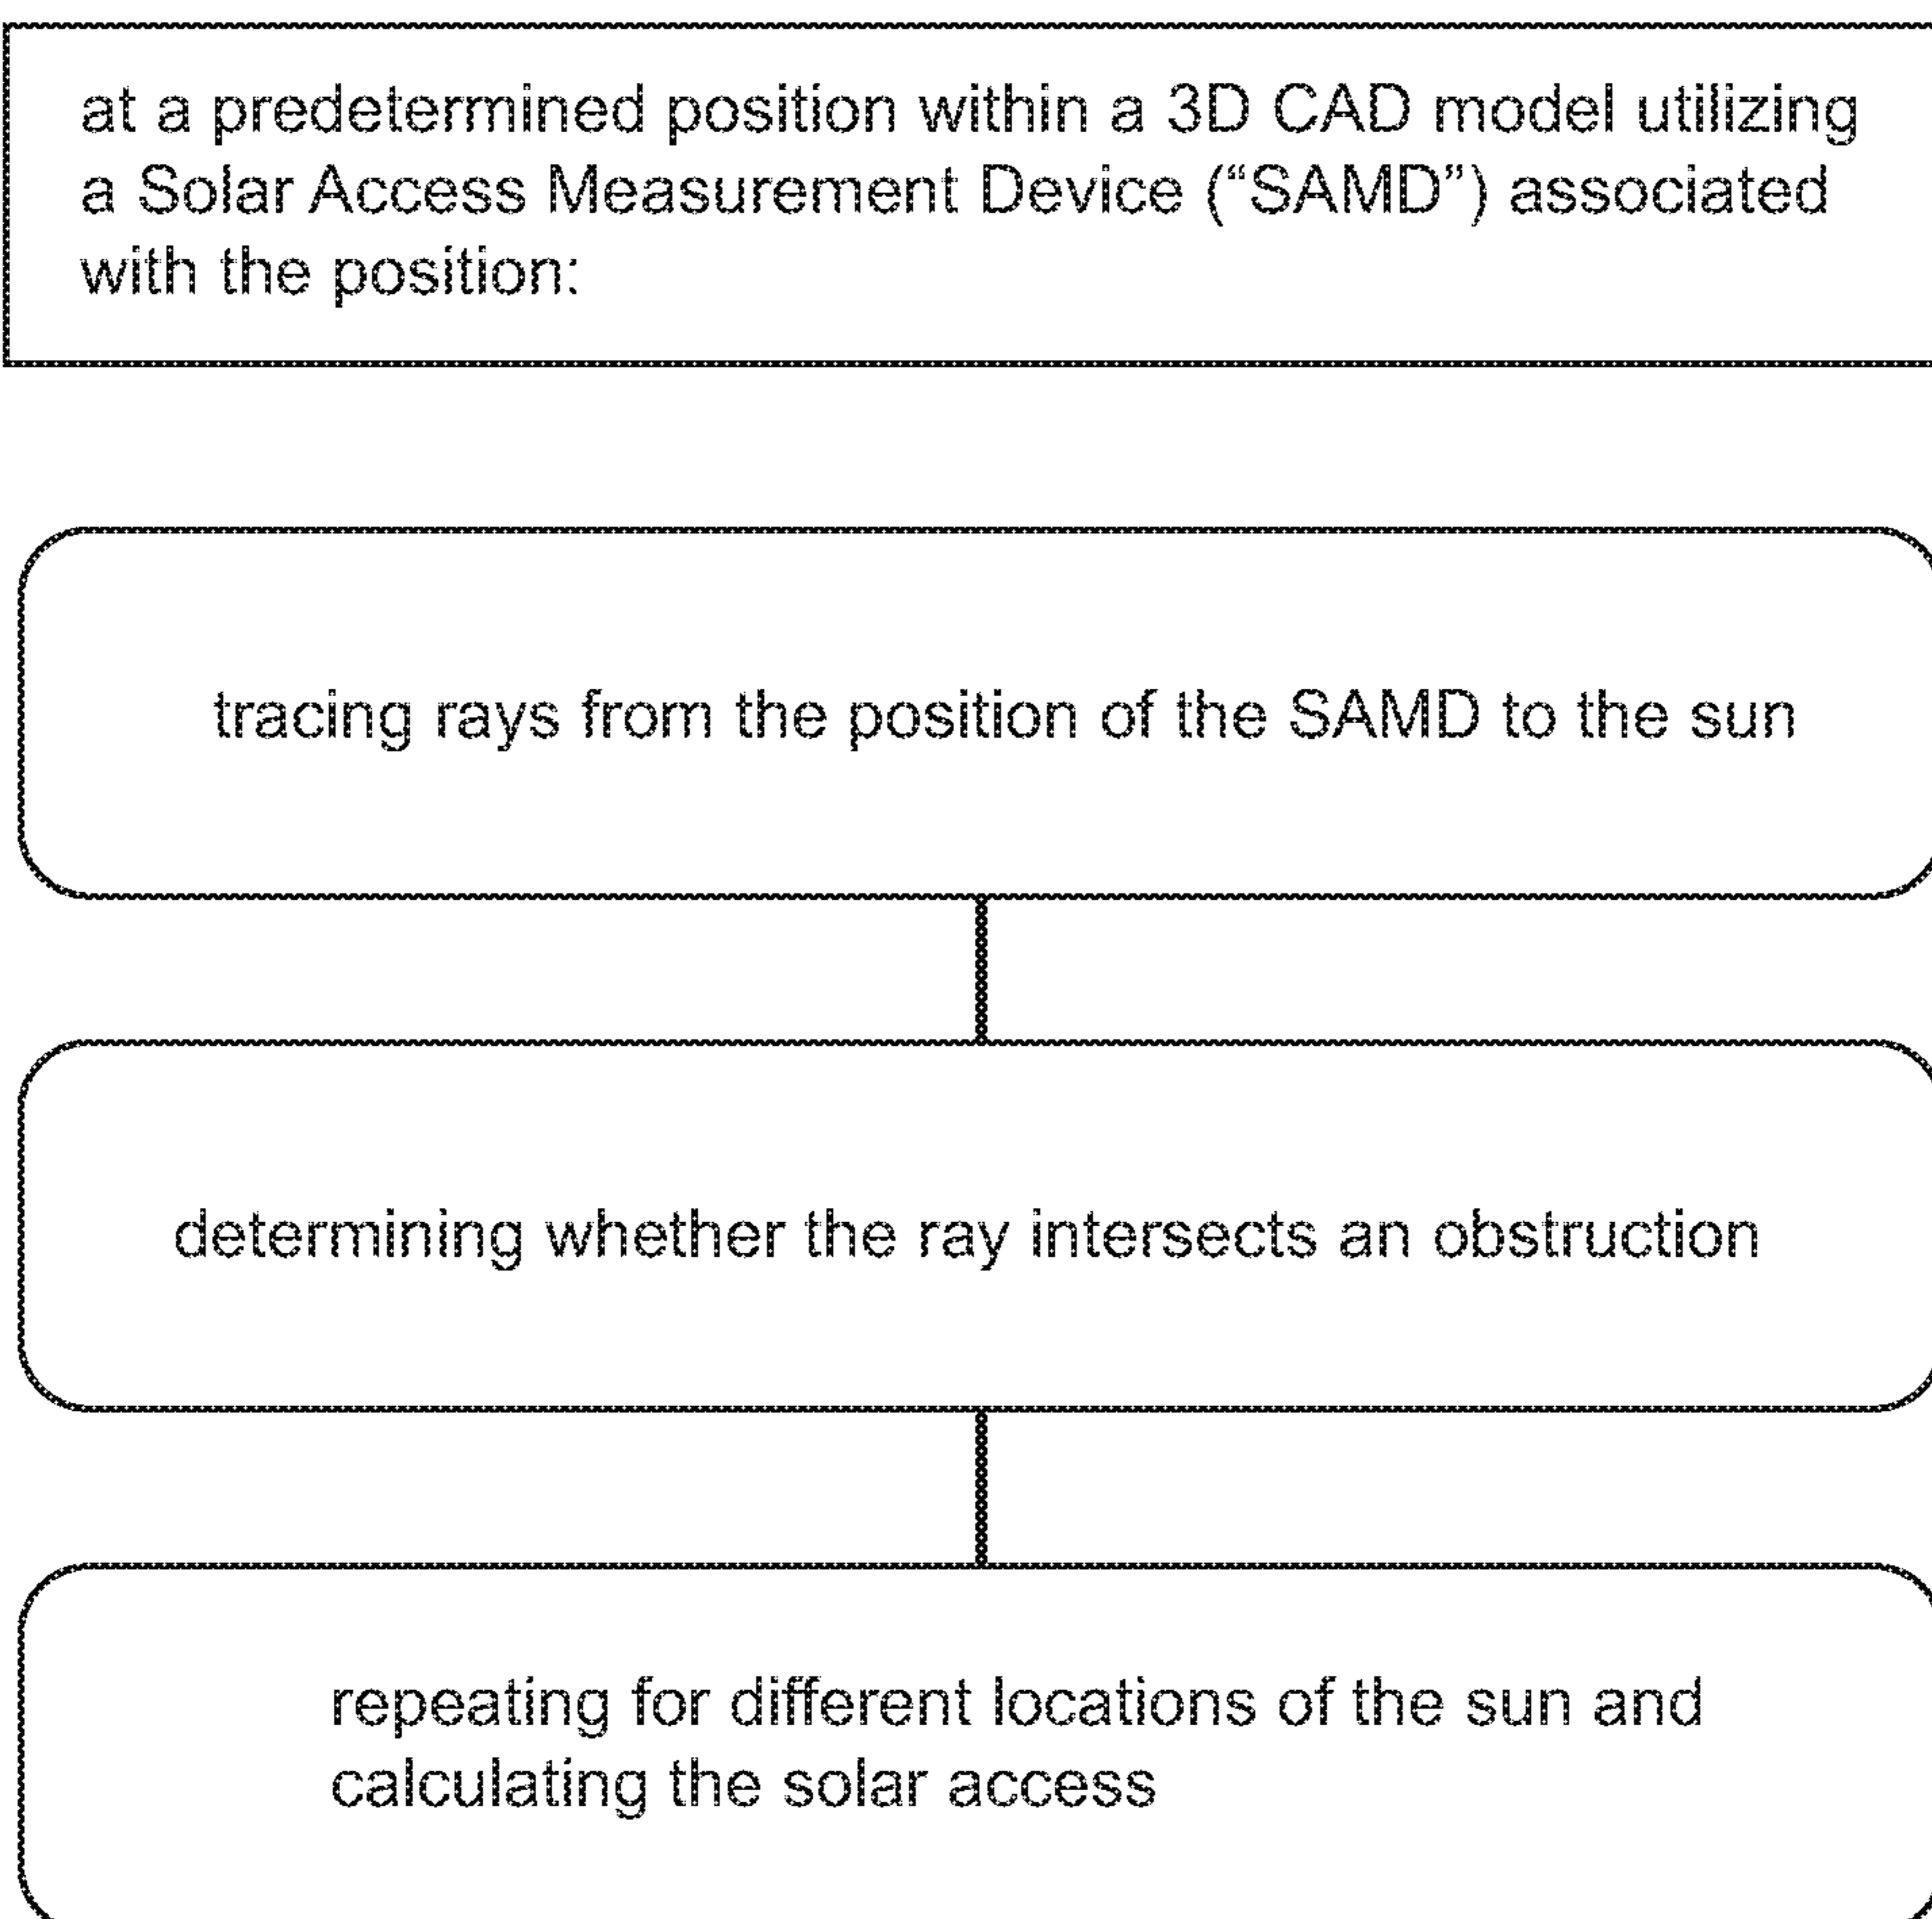 at a predetermined position within a 3D CAD model utilizing
a Solar Access Measurement Device (“SAMD”) associated
with the position:
tracing rays from the position of the SAMD to the sun
determining whether the ray intersects an obstruction
repeating for different locations of the sun and
calculating the solar access